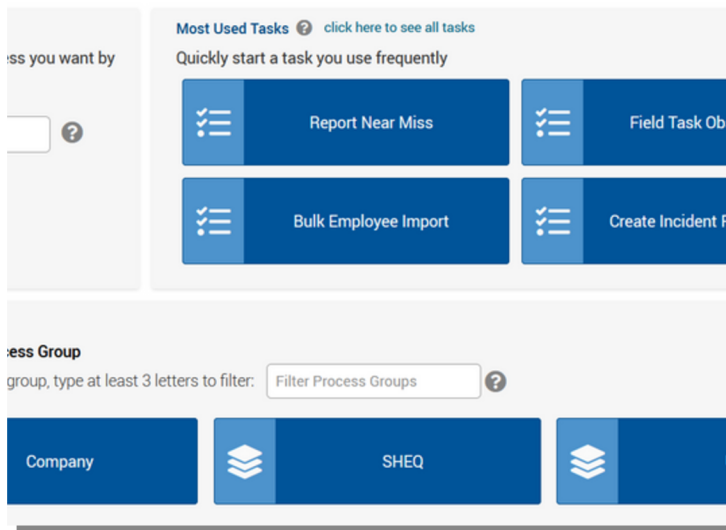 Most Used Tasks click here to see all tasks
ess you want by
Quickly start a task you use frequently
Report Near Miss
Field Task Ob
Bulk Employee Import
Create Incident
cess Group
group, type at least 3 letters to filter: Filter Process Groups
Company
SHEQ